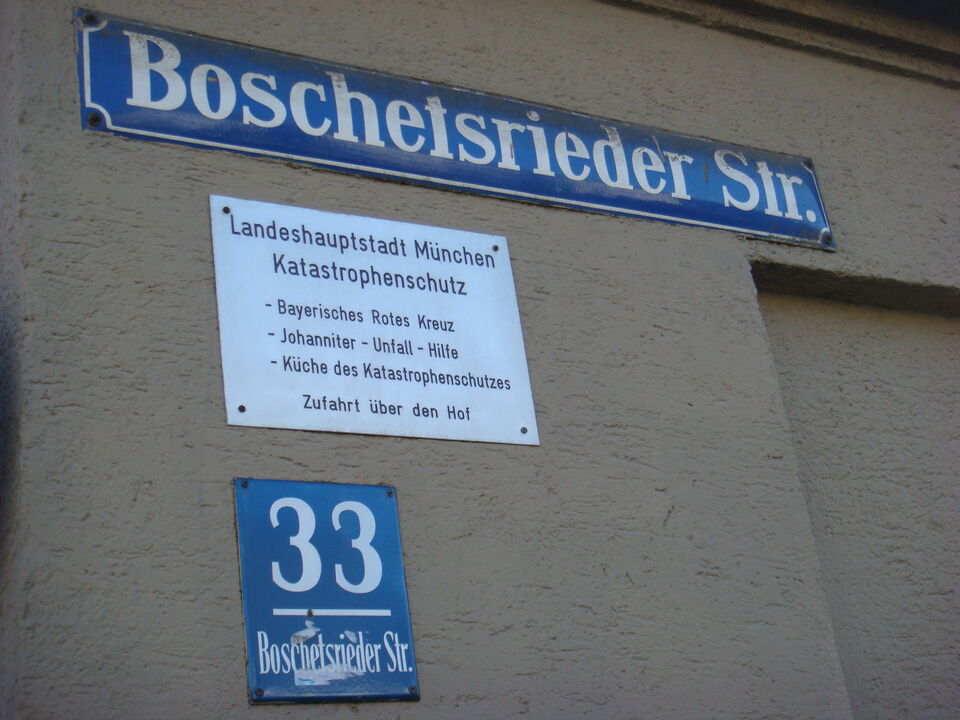 Boschetsrieder Str.
Landeshauptstadt München
Katastrophenschutz
- Bayerisches Rotes Kreuz
- Johanniter - Unfall - Hilfe
- Küche des Katastrophenschutzes
Zufahrt über den Hof
33
Boschetsrieder Str.